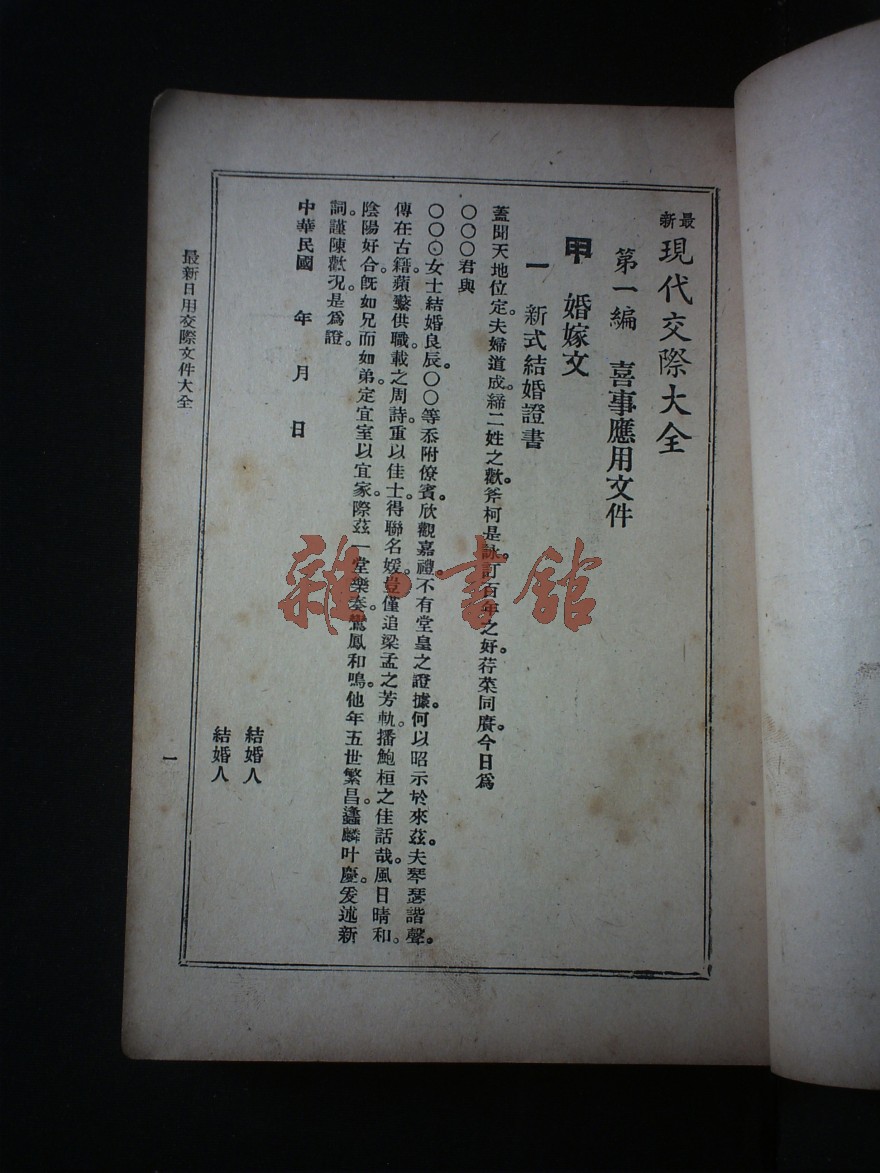 最新現代交際大全
第一編　喜事應用文件
甲　婚嫁文
一　新式結婚證書
蓋聞天地位定。夫婦道成。締二姓之歡。斧柯是詠。訂百年之好。荇菜同賡。今日爲
〇〇〇君與
〇〇〇女士結婚良辰。〇〇等忝附僚賓。欣觀嘉禮。不有堂皇之證據。何以昭示於來茲。夫琴瑟諧聲。
傳在古籍。蘋蘩供職。載之周詩。重以佳士。得聯名媛。豈僅追梁孟之芳軌。播鮑桓之佳話哉。風日晴和。
陰陽好合。旣如兄而如弟。定宜室以宜家。際茲一堂樂奏。鸞鳳和鳴。他年五世繁昌。螽麟叶慶。爰述新
詞。謹陳歡況。是爲證。
中華民國　年　月　日
結婚人
結婚人
最新日用交際文件大全
一
雜書館